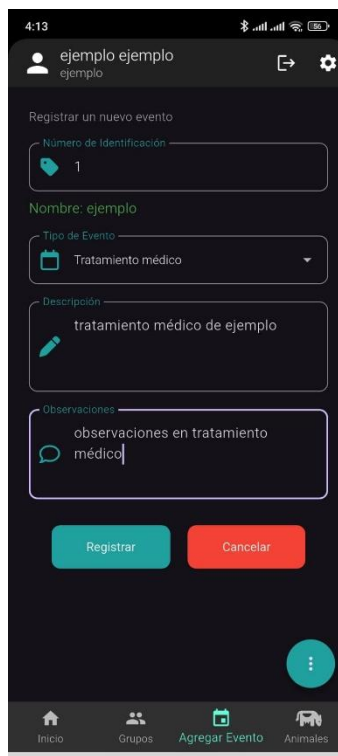 4:13
56
ejemplo ejemplo
ejemplo
Registrar un nuevo evento
Número de Identificación
1
Nombre: ejemplo
Tipo de Evento
Tratamiento médico
Descripción
tratamiento médico de ejemplo
Observaciones
observaciones en tratamiento
médico
Registrar
Cancelar
Inicio
Grupos
Agregar Evento
Animales